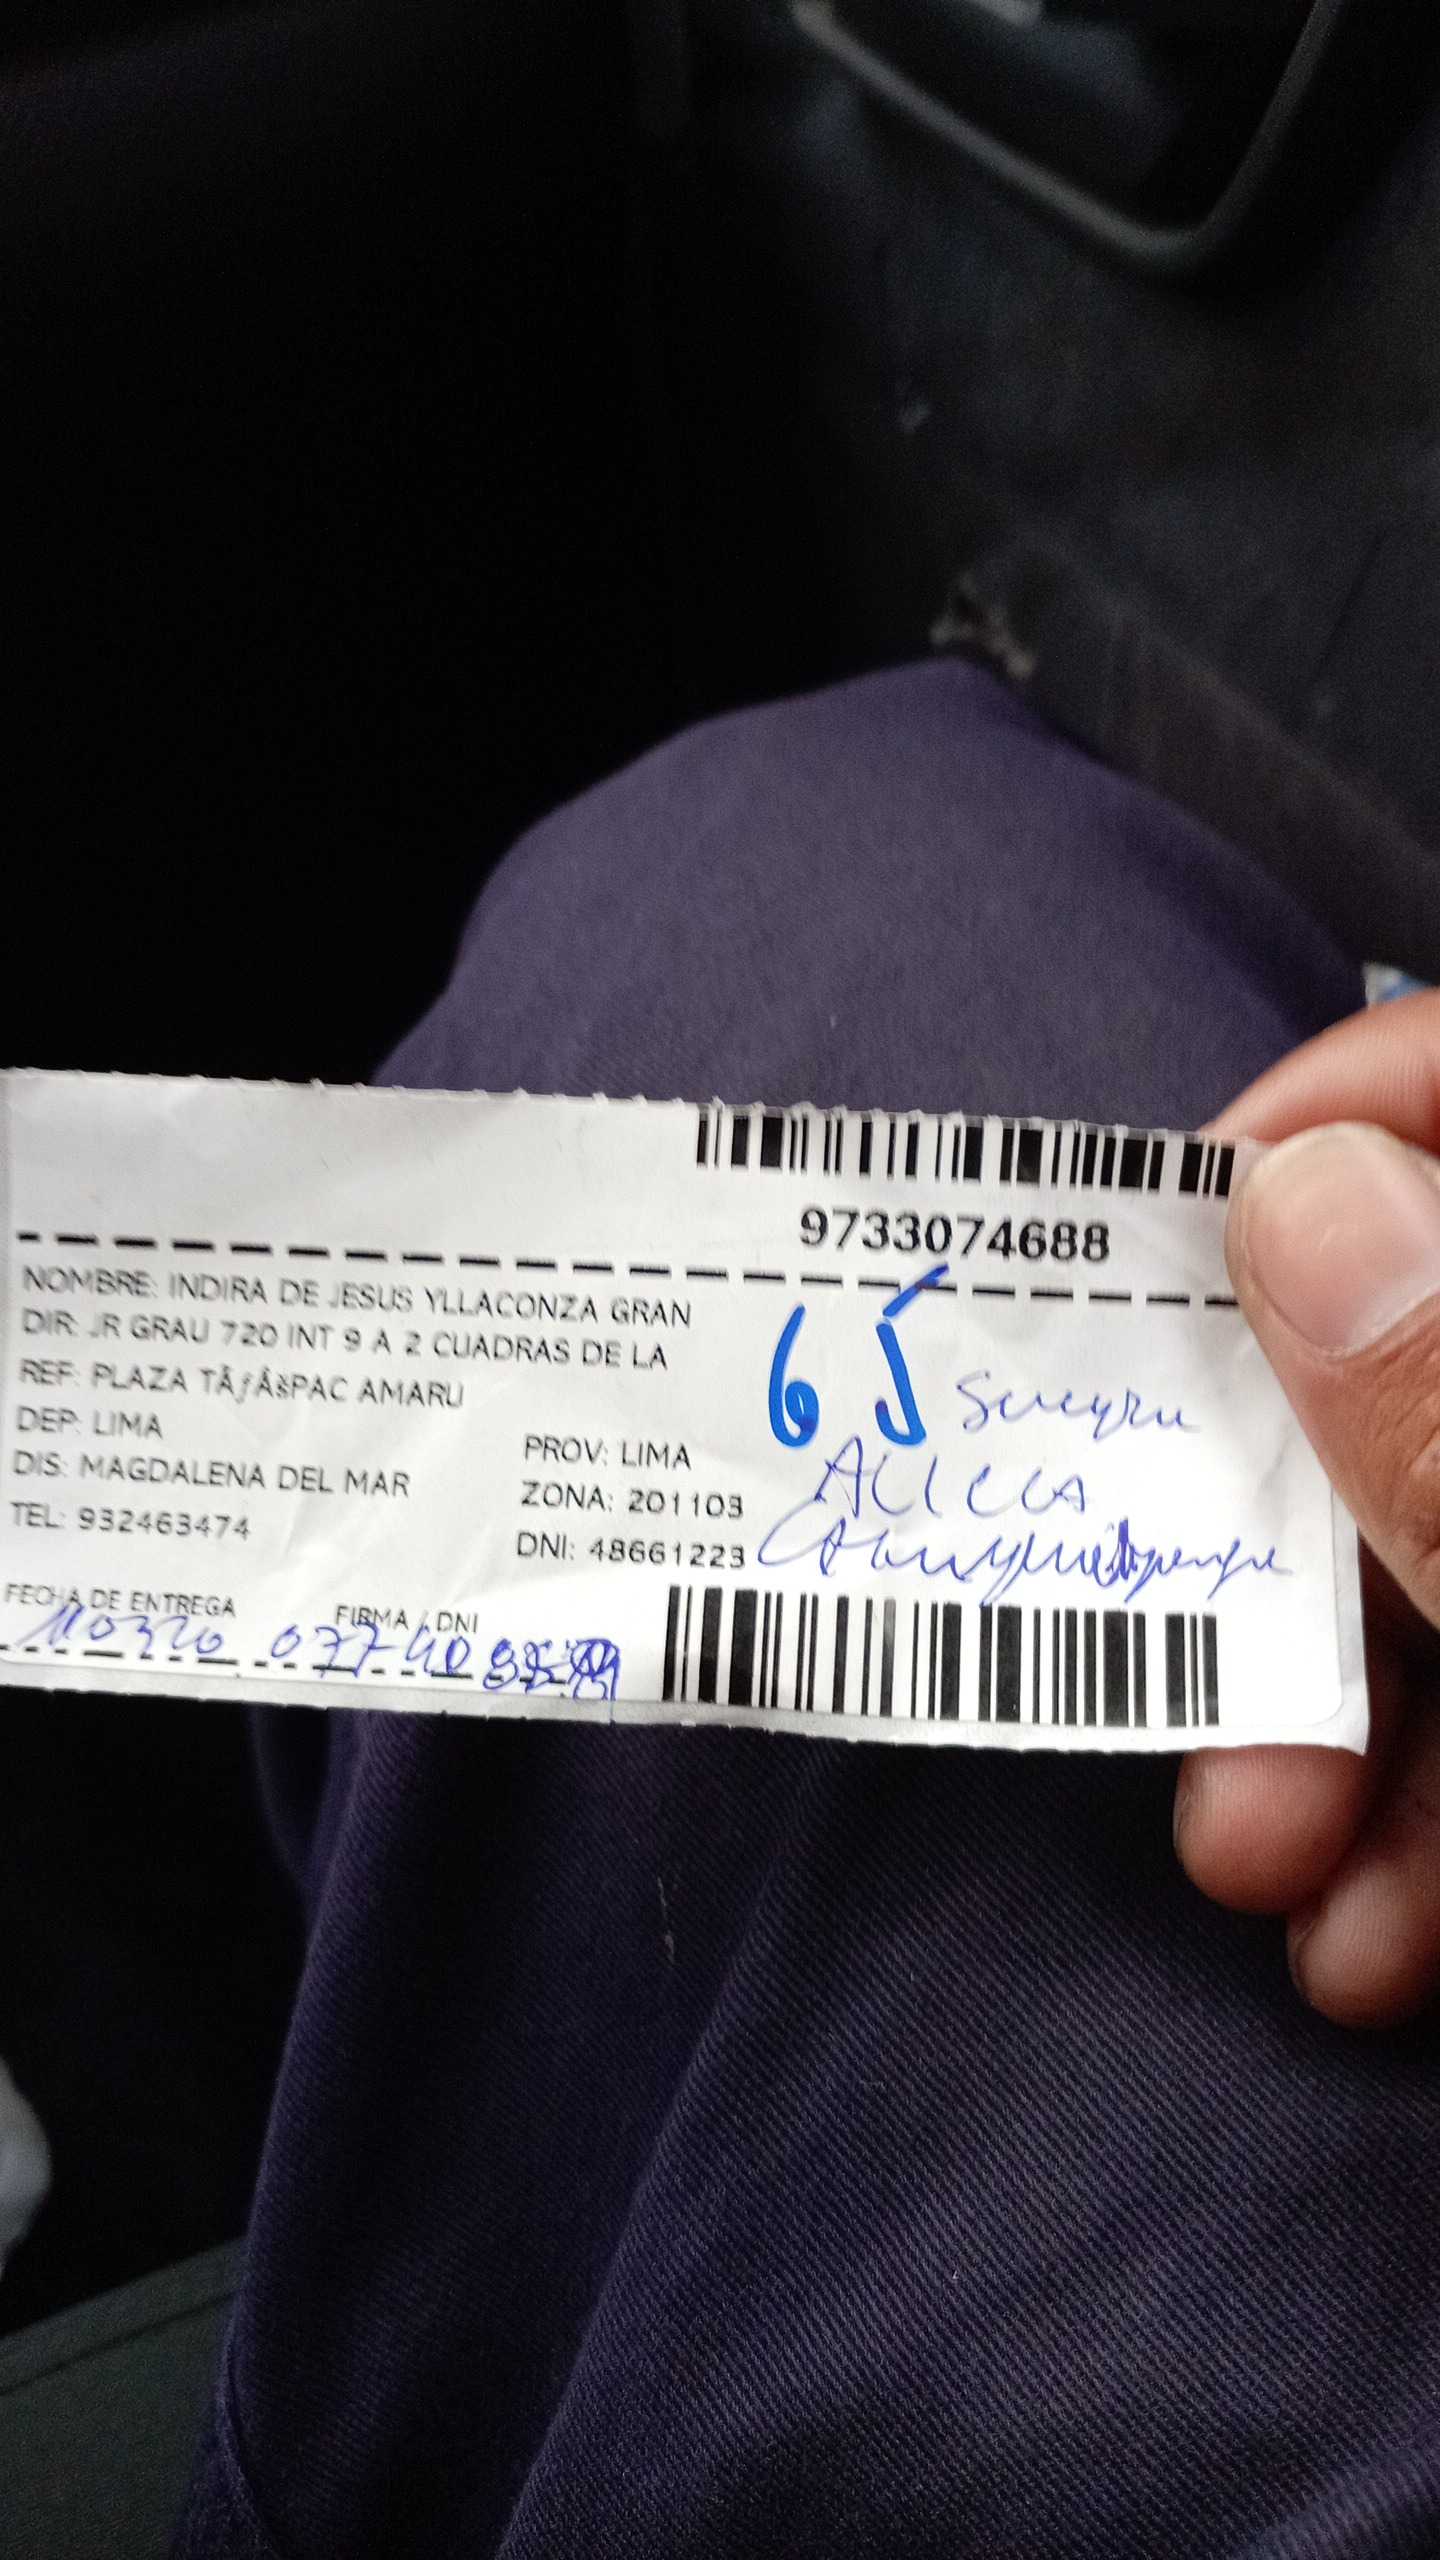 9733074688
NOMBRE: INDIRA DE JESUS YLLACONZA GRAN
DIR: JR GRAU 720 INT 9 A 2 CUADRAS DE LA
REF: PLAZA TÃƒÂšPAC AMARU
DEP: LIMA
PROV: LIMA
DIS: MAGDALENA DEL MAR
ZONA: 201103
TEL: 932463474
DNI: 48661223
65
Alicia
FECHA DE ENTREGA
FIRMA / DNI
110320